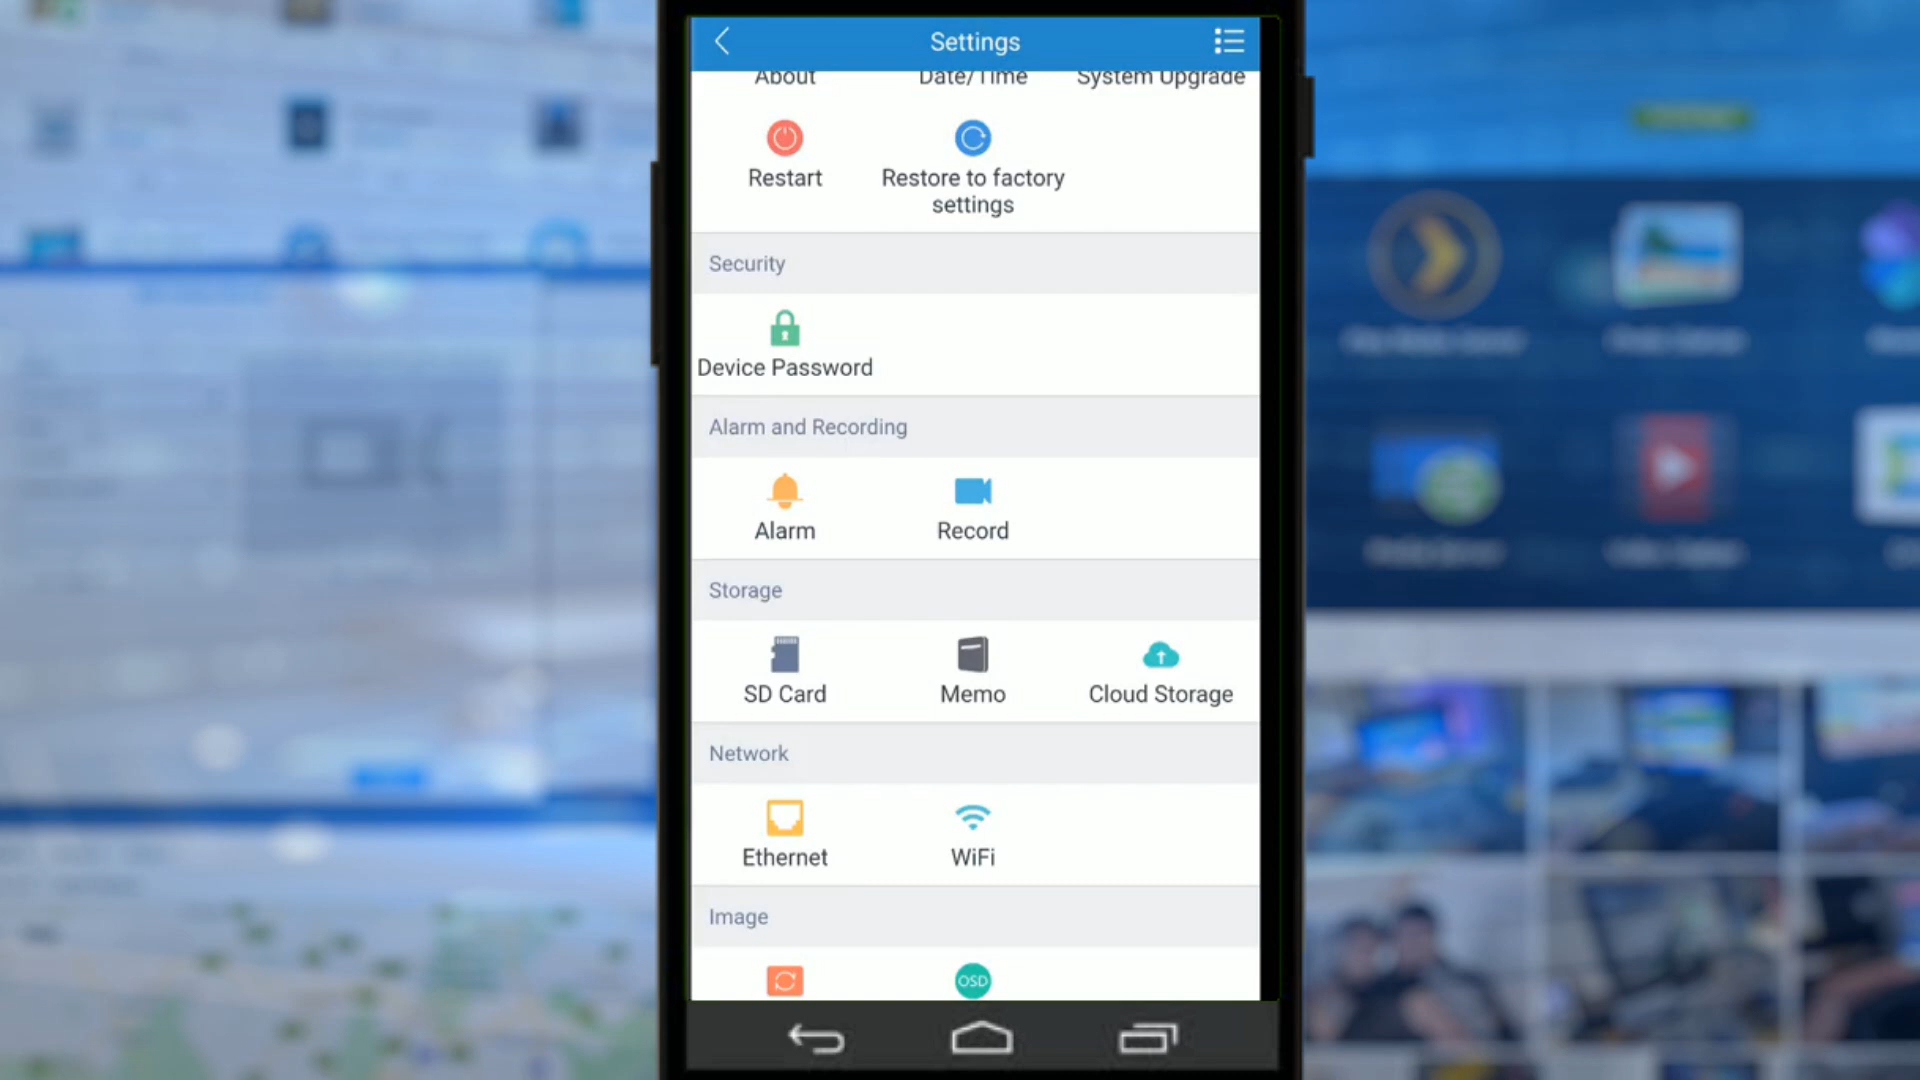 Settings
About Date/Time System Upgrade
Restart Restore to factory
settings
Security
Device Password
Alarm and Recording
Alarm Record
Storage
SD Card Memo Cloud Storage
Network
Ethernet WiFi
Image
OSD